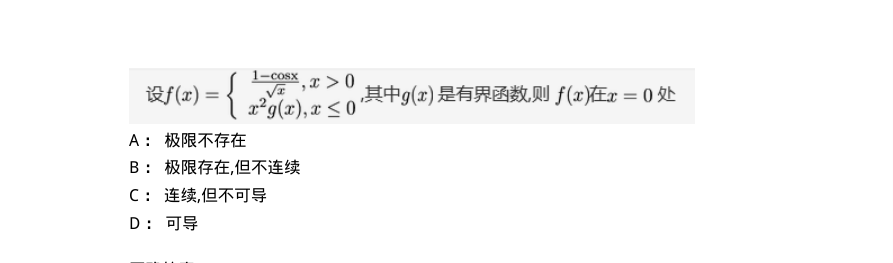 设f(x) = { (1−cosx)/√x , x > 0
x²g(x), x ≤ 0 ,其中g(x) 是有界函数,则 f(x)在x = 0 处
A： 极限不存在
B： 极限存在,但不连续
C： 连续,但不可导
D： 可导